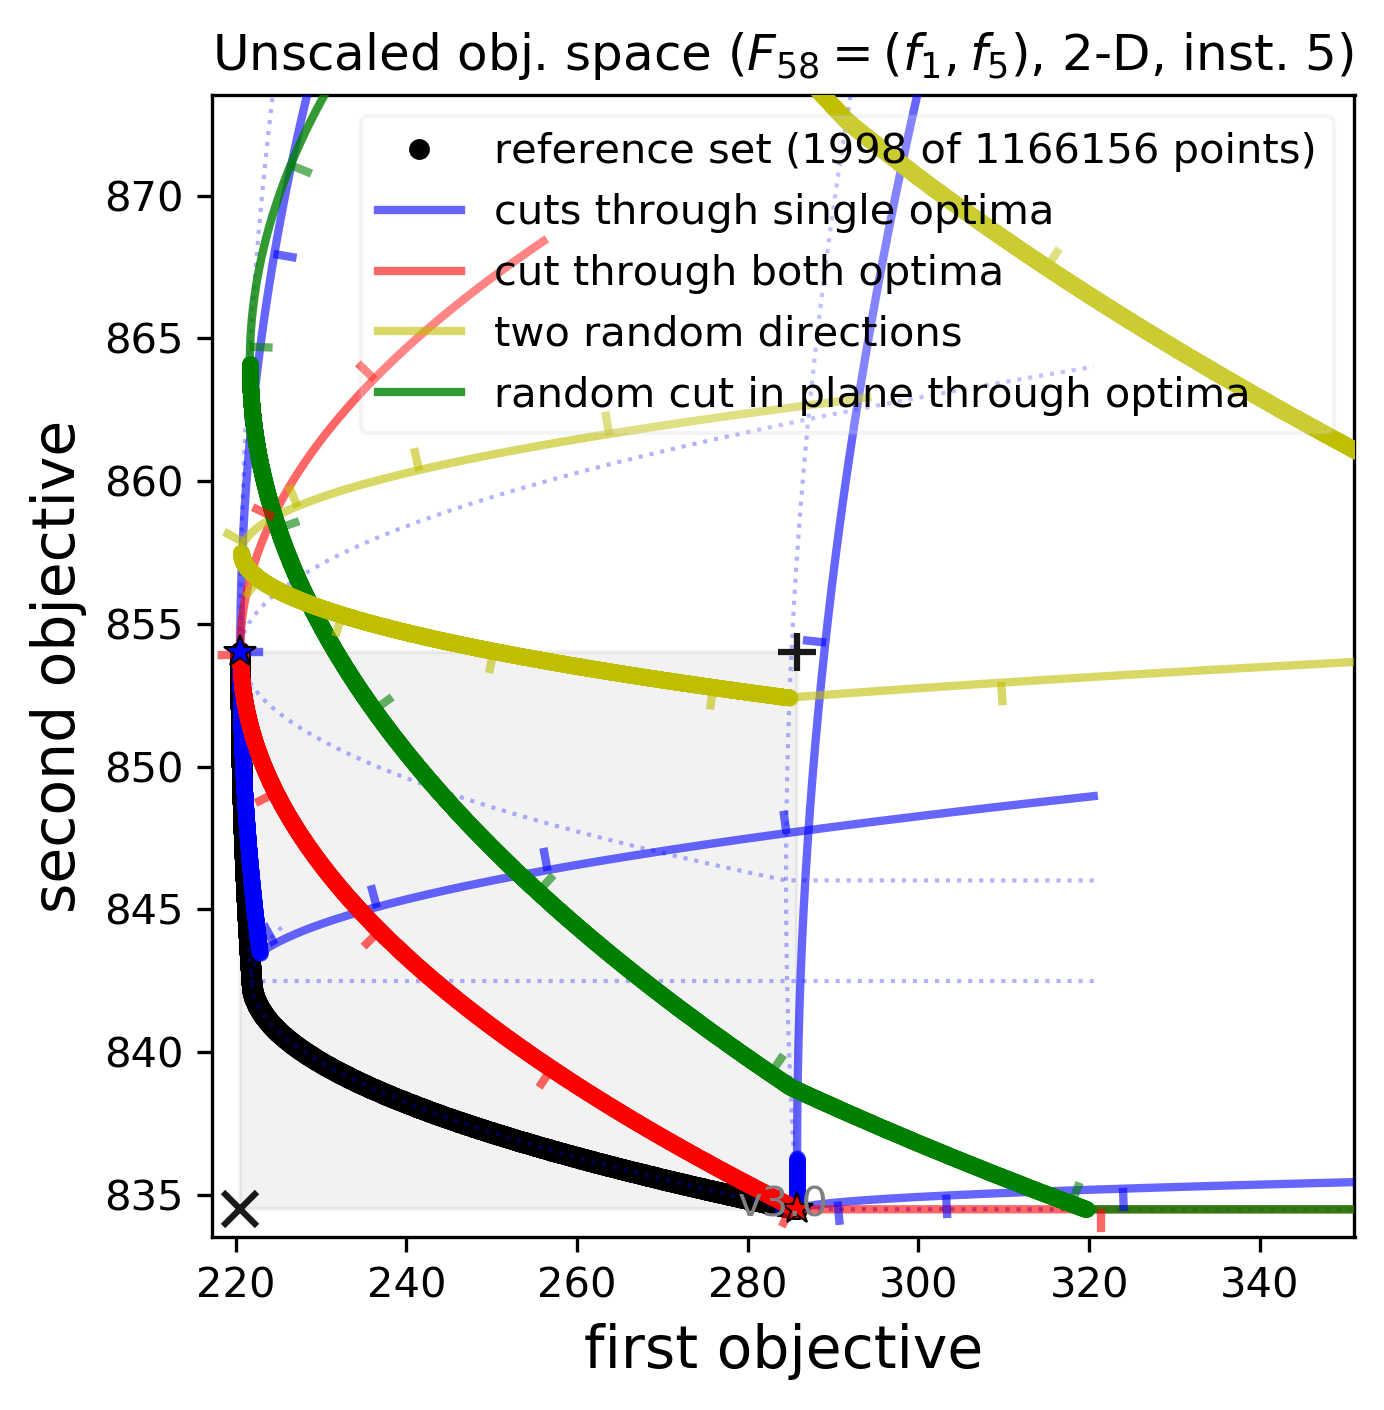 Unscaled obj. space (F58 = (f1, f5), 2-D, inst. 5)
reference set (1998 of 1166156 points)
cuts through single optima
cut through both optima
two random directions
random cut in plane through optima
second objective
870
865
860
855
850
845
840
835
v3.0
220
240
260
280
300
320
340
first objective